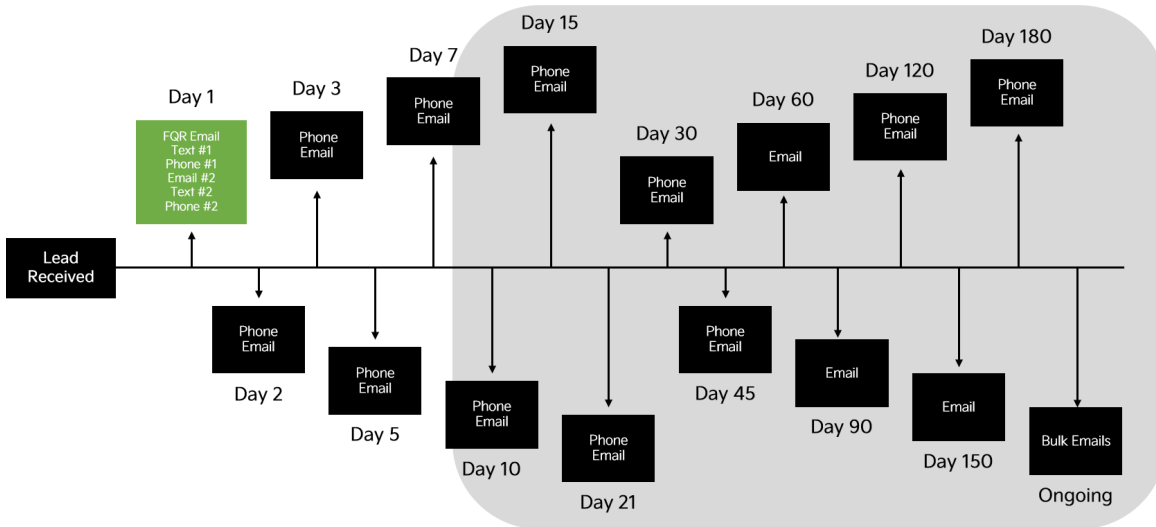 Lead
Received
Day 1
FQR Email
Text #1
Phone #1
Email #2
Text #2
Phone #2
Phone
Email
Day 2
Day 3
Phone
Email
Phone
Email
Day 5
Day 7
Phone
Email
Phone
Email
Day 10
Day 15
Phone
Email
Phone
Email
Day 21
Day 30
Phone
Email
Phone
Email
Day 45
Day 60
Email
Email
Day 90
Day 120
Phone
Email
Email
Day 150
Day 180
Phone
Email
Bulk Emails
Ongoing